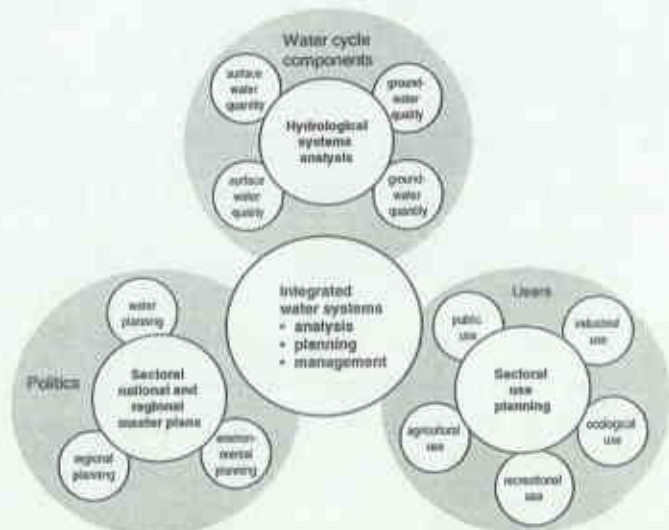 Water cycle
components
surface
water
quantity
ground-
water
quality
Hydrological
systems
analysis
surface
water
quality
ground-
water
quantity
Integrated
water systems
• analysis
• planning
• management
Politics
water
planning
Sectoral
national and
regional
master plans
regional
planning
environ-
mental
planning
Users
public
use
industrial
use
Sectoral
use
planning
agricultural
use
ecological
use
recreational
use